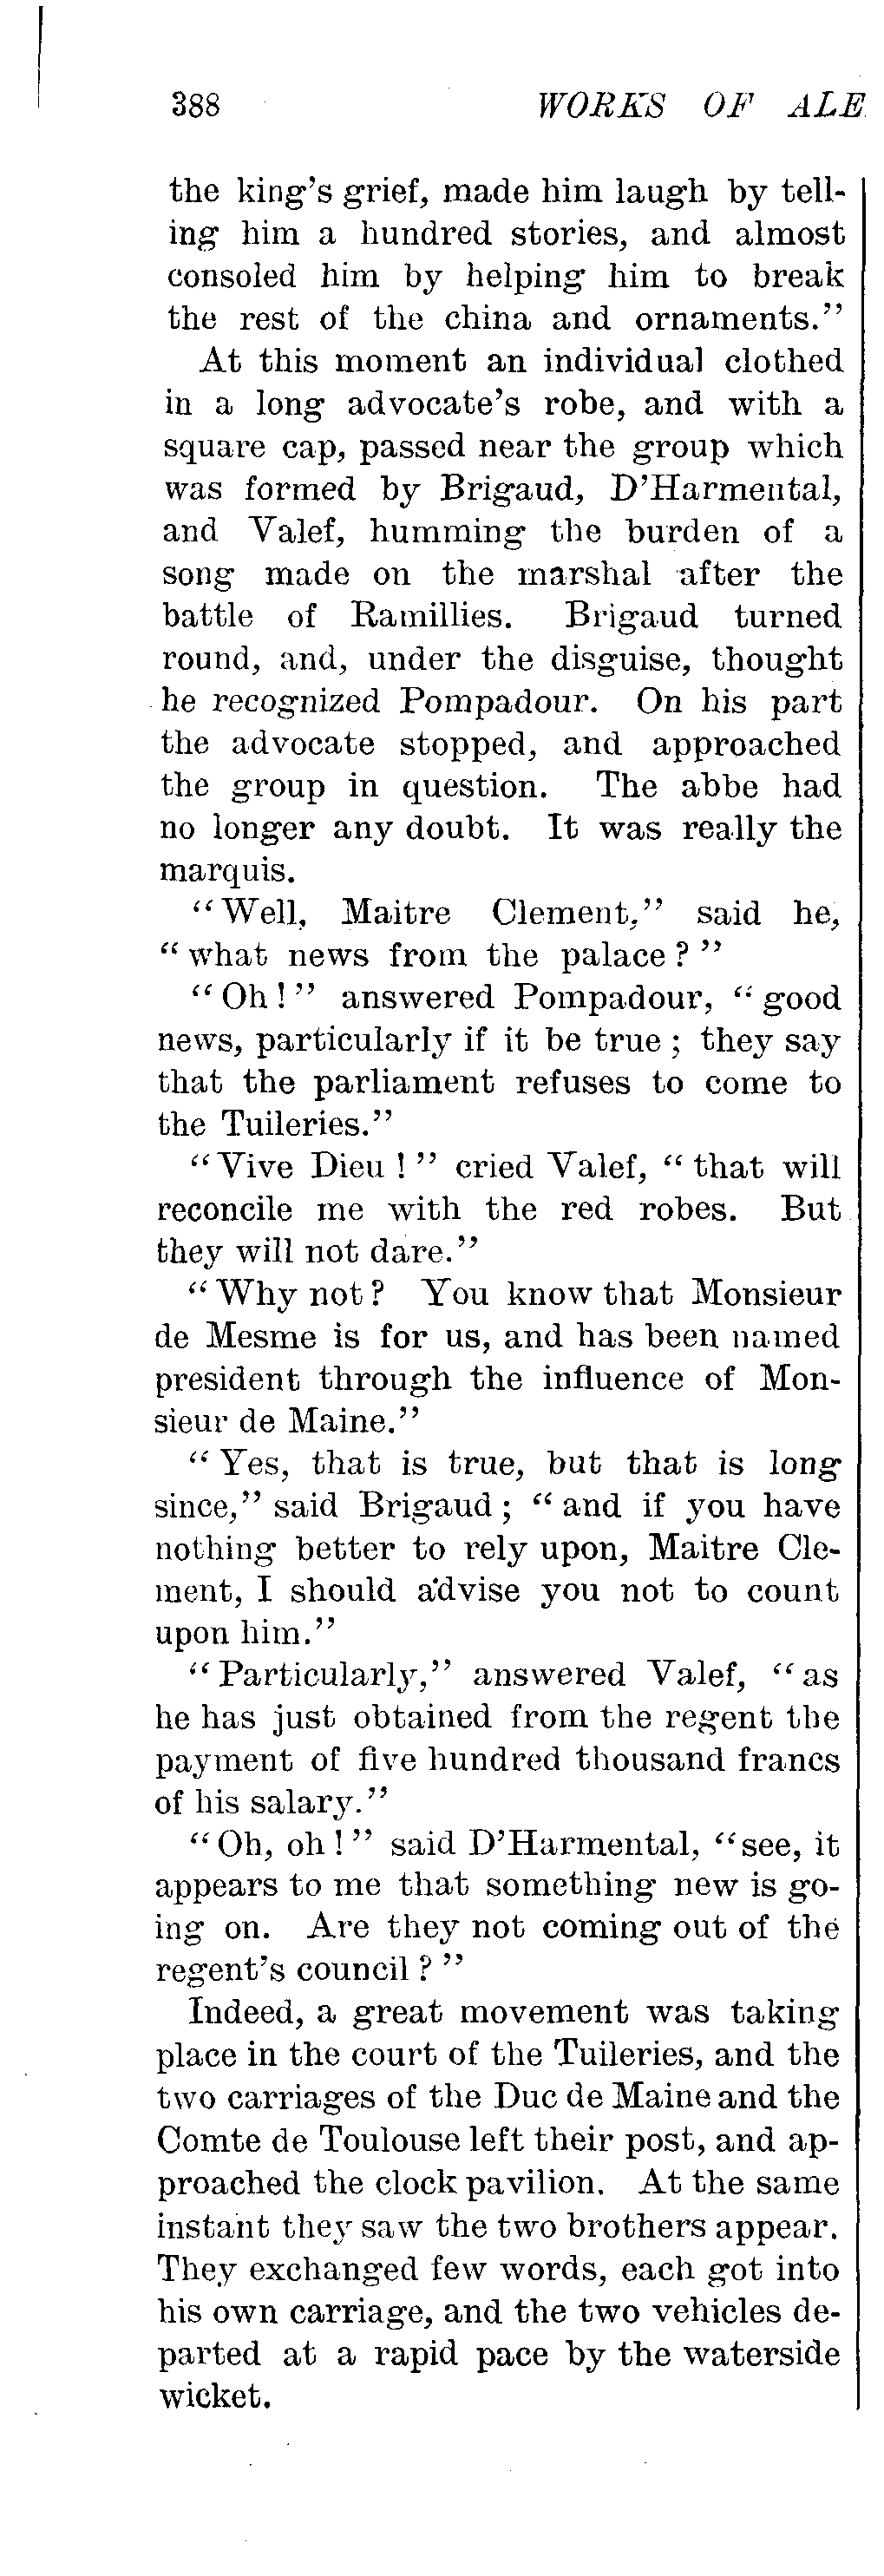 388 WORKS OF ALE
the king's grief, made him laugh by tell-
ing him a hundred stories, and almost
consoled him by helping him to break
the rest of the china and ornaments."
At this moment an individual clothed
in a long advocate's robe, and with a
square cap, passed near the group which
was formed by Brigaud, D'Harmental,
and Valef, humming the burden of a
song made on the marshal after the
battle of Ramillies. Brigaud turned
round, and, under the disguise, thought
he recognized Pompadour. On his part
the advocate stopped, and approached
the group in question. The abbe had
no longer any doubt. It was really the
marquis.
"Well, Maitre Clement," said he,
"what news from the palace?"
"Oh!" answered Pompadour, "good
news, particularly if it be true; they say
that the parliament refuses to come to
the Tuileries."
"Vive Dieu!" cried Valef, "that will
reconcile me with the red robes. But
they will not dare."
"Why not? You know that Monsieur
de Mesme is for us, and has been named
president through the influence of Mon-
sieur de Maine."
"Yes, that is true, but that is long
since," said Brigaud; "and if you have
nothing better to rely upon, Maitre Cle-
ment, I should advise you not to count
upon him."
"Particularly," answered Valef, "as
he has just obtained from the regent the
payment of five hundred thousand francs
of his salary."
"Oh, oh!" said D'Harmental, "see, it
appears to me that something new is go-
ing on. Are they not coming out of the
regent's council?"
Indeed, a great movement was taking
place in the court of the Tuileries, and the
two carriages of the Duc de Maine and the
Comte de Toulouse left their post, and ap-
proached the clock pavilion. At the same
instant they saw the two brothers appear.
They exchanged few words, each got into
his own carriage, and the two vehicles de-
parted at a rapid pace by the waterside
wicket.